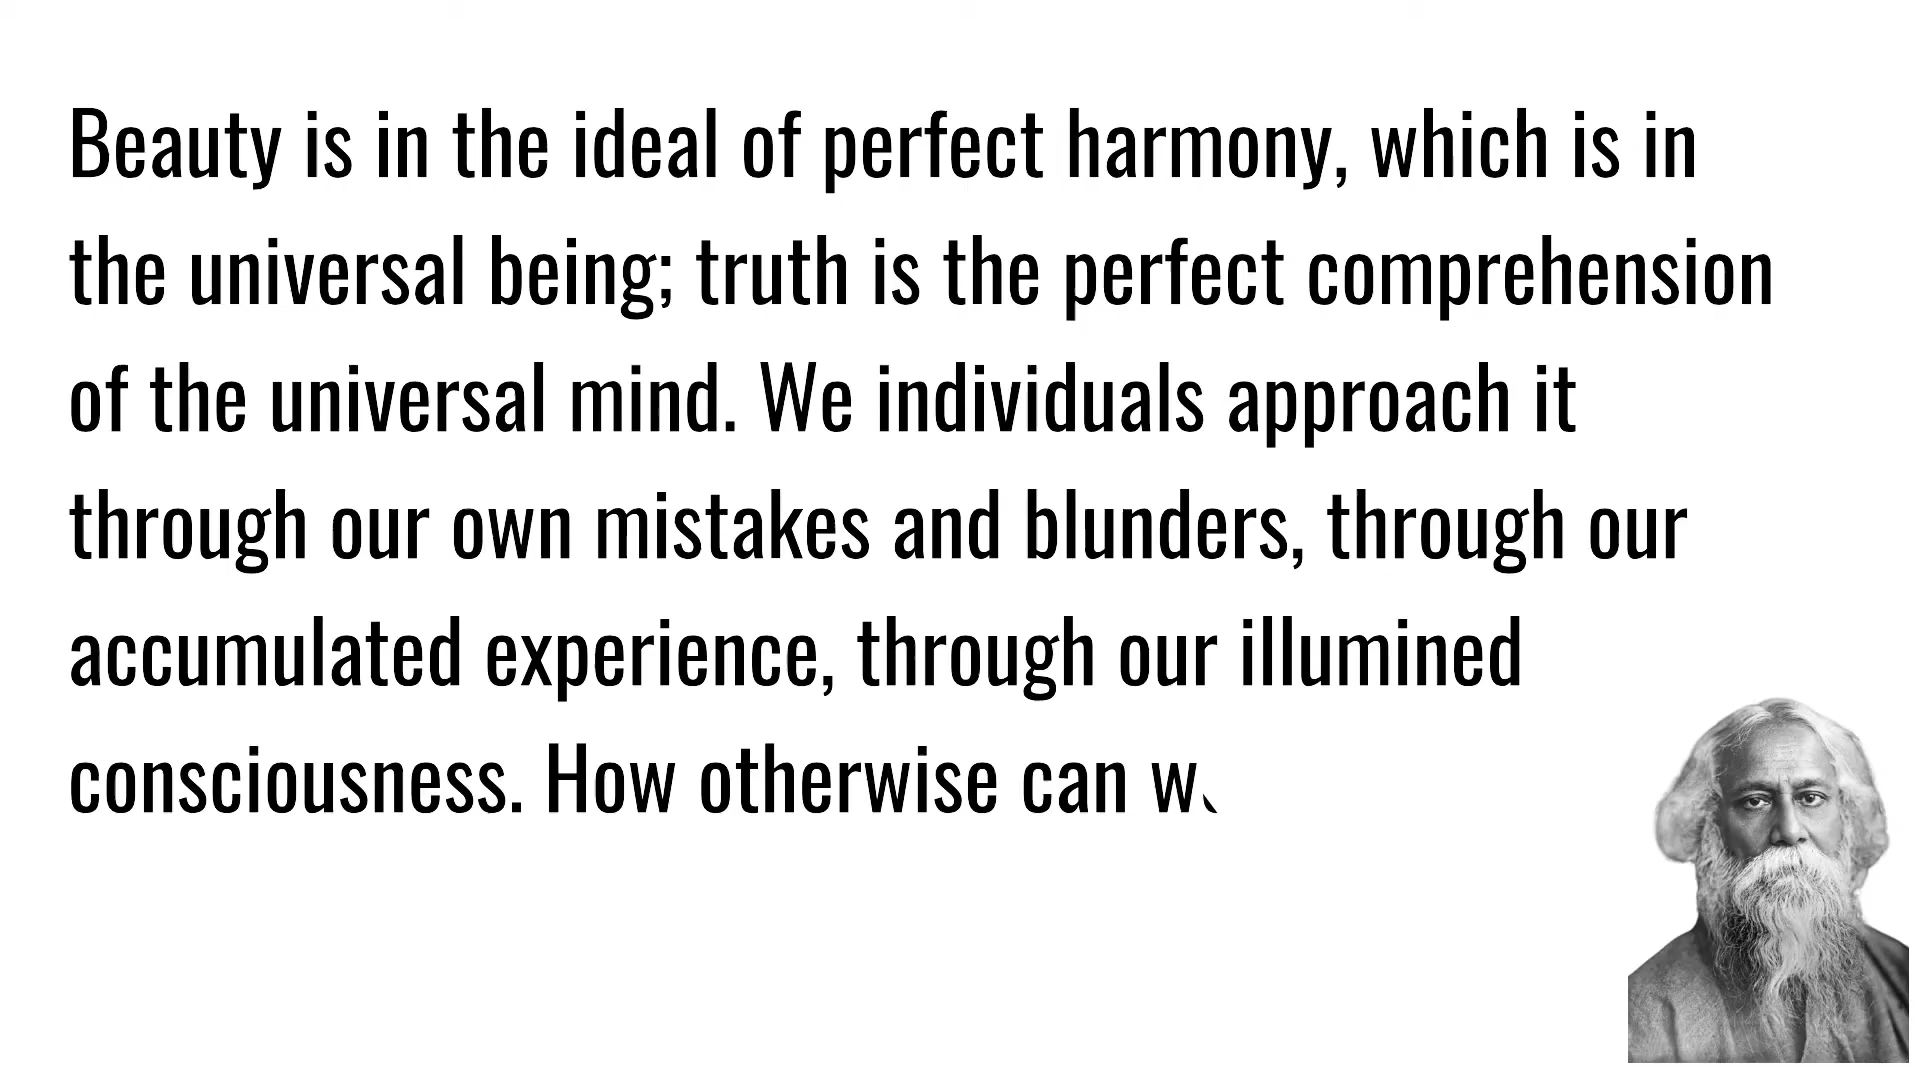 Beauty is in the ideal of perfect harmony, which is in
the universal being; truth is the perfect comprehension
of the universal mind. We individuals approach it
through our own mistakes and blunders, through our
accumulated experience, through our illumined
consciousness. How otherwise can